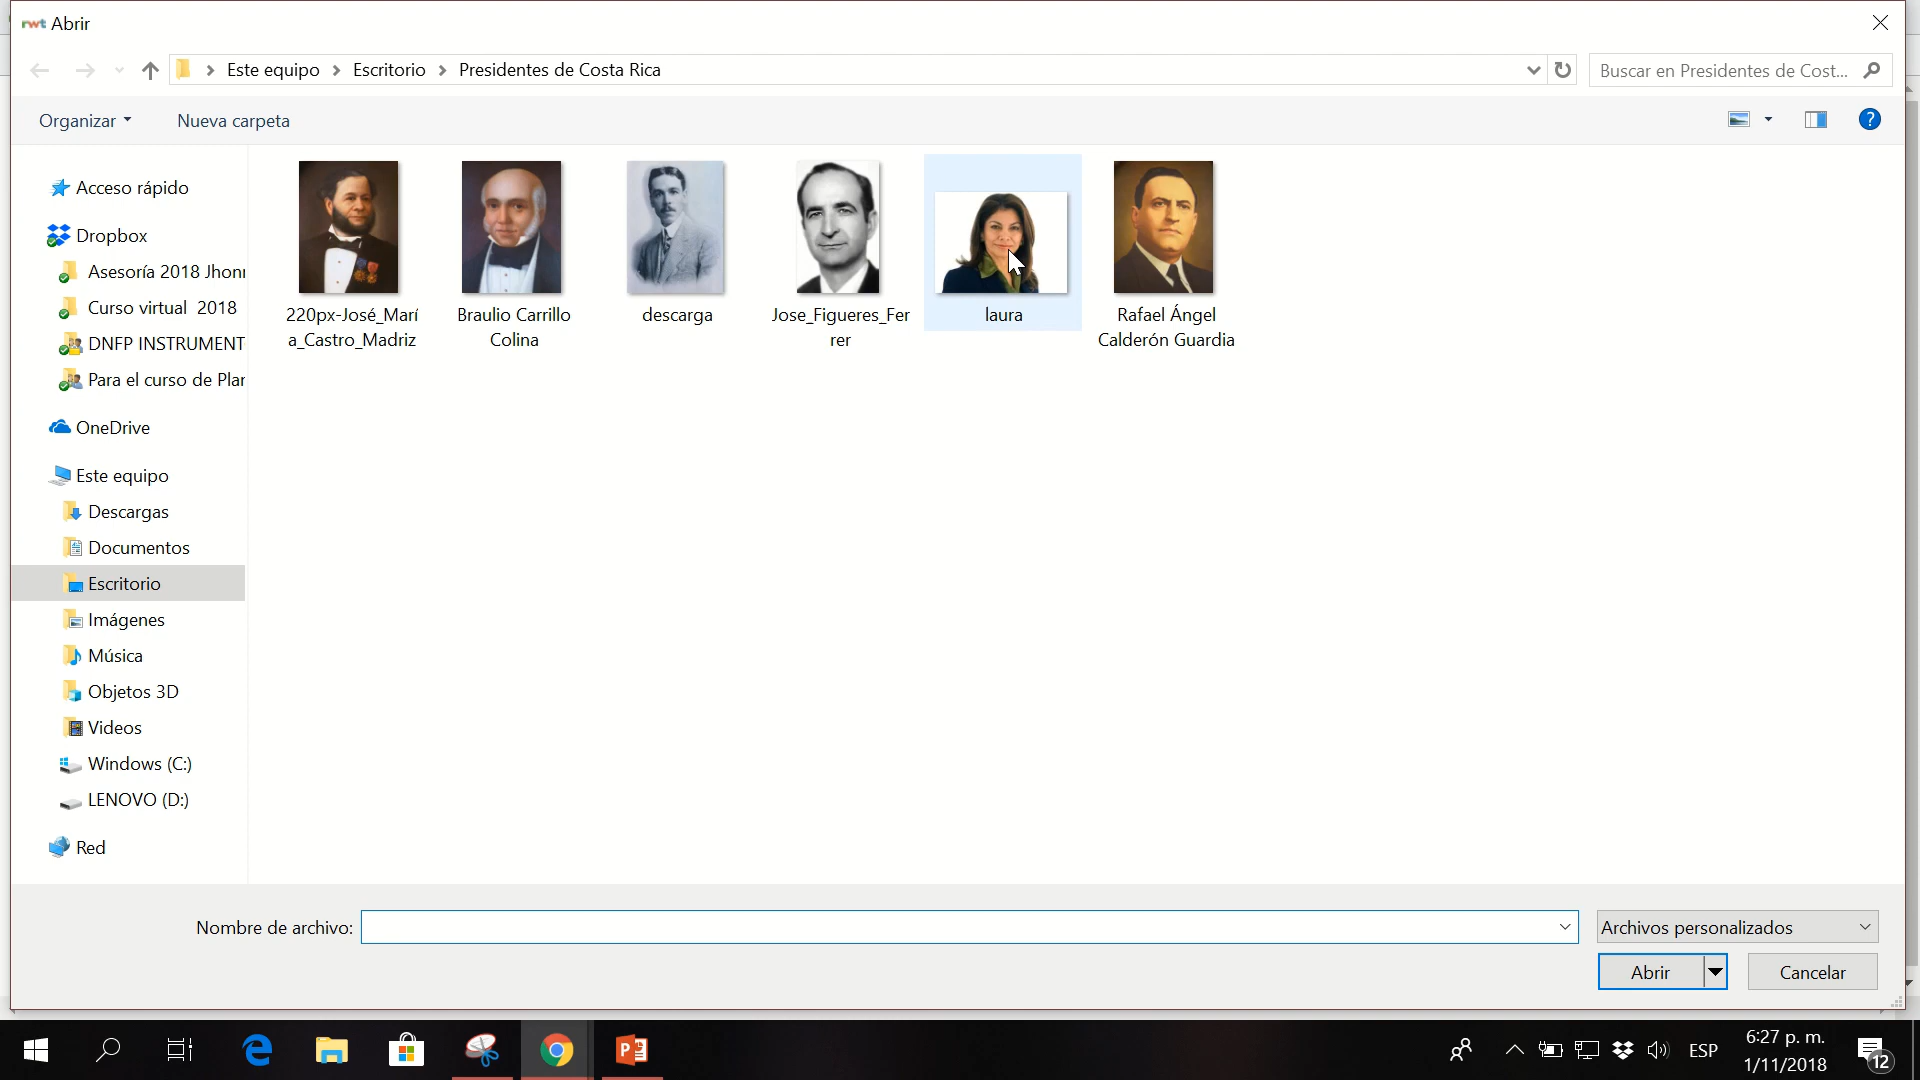 rwt Abrir
Este equipo > Escritorio > Presidentes de Costa Rica
Buscar en Presidentes de Cost...
Organizar
Nueva carpeta
?
Acceso rápido
Dropbox
Asesoría 2018 Jhonn
Curso virtual 2018
DNFP INSTRUMENT
Para el curso de Plan
OneDrive
Este equipo
Descargas
Documentos
Escritorio
Imágenes
Música
Objetos 3D
Videos
Windows (C:)
LENOVO (D:)
Red
220px-José_Marí
a_Castro_Madriz
Braulio Carrillo
Colina
descarga
Jose_Figueres_Fer
rer
laura
Rafael Ángel
Calderón Guardia
Nombre de archivo:
Archivos personalizados
Abrir
Cancelar
ESP
6:27 p. m.
1/11/2018
12